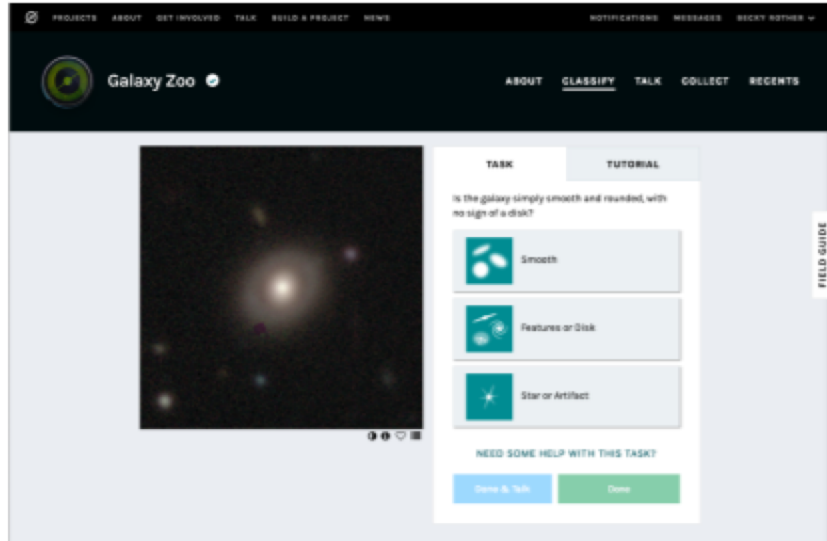 PROJECTS ABOUT GET INVOLVED TALK BUILD A PROJECT NEWS NOTIFICATIONS MESSAGES BECKY ROTHER
Galaxy Zoo ABOUT CLASSIFY TALK COLLECT RECENTS
TASK TUTORIAL
Is the galaxy simply smooth and rounded, with
no sign of a disk?
Smooth
Features or Disk
Star or Artifact
NEED SOME HELP WITH THIS TASK?
Done & Talk Done
FIELD GUIDE